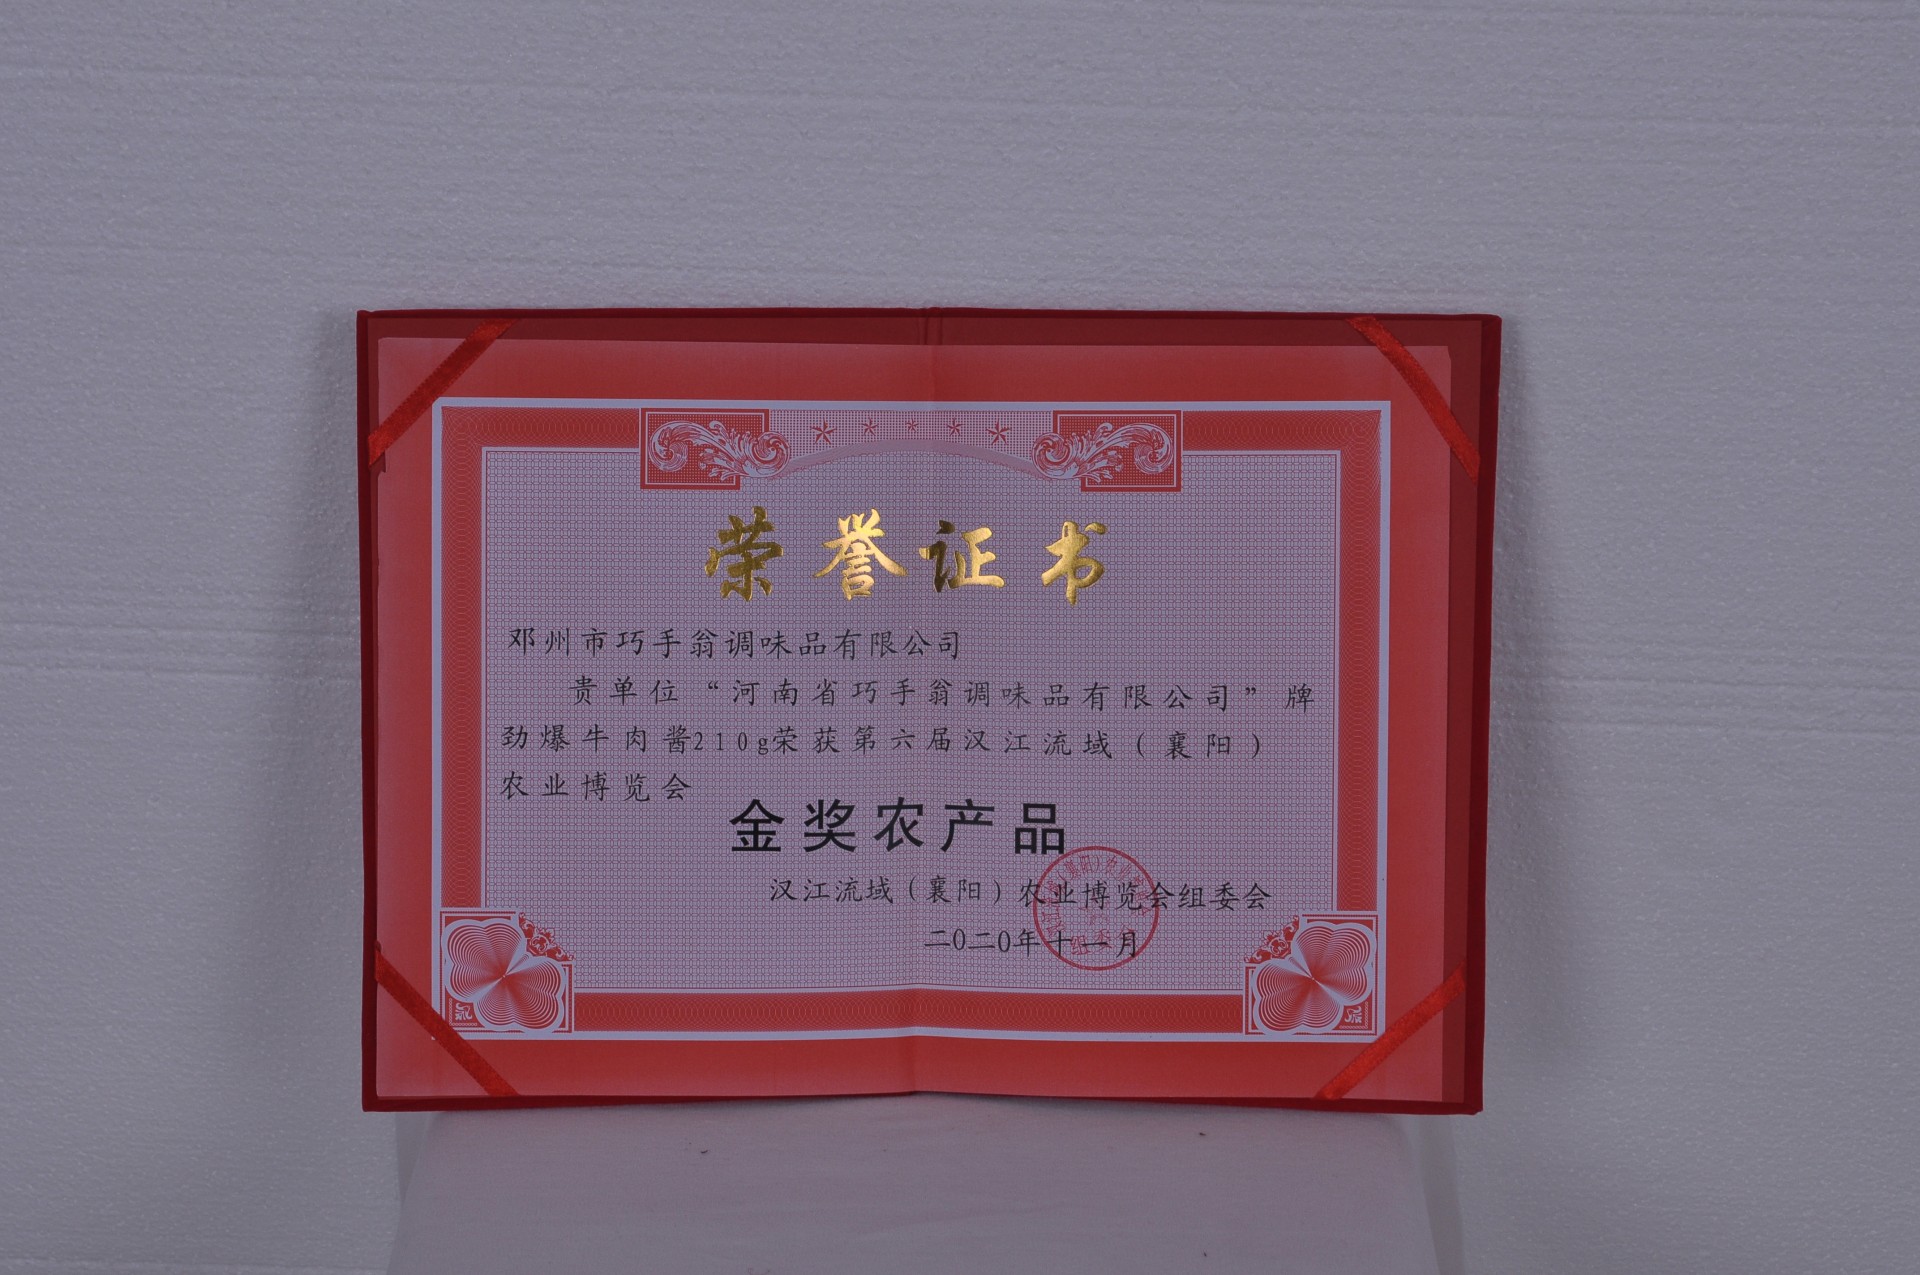 荣誉证书
邓州市巧手翁调味品有限公司
贵单位“河南省巧手翁调味品有限公司”牌
劲爆牛肉酱210g荣获第六届汉江流域（襄阳）
农业博览会
金奖农产品
汉江流域（襄阳）农业博览会组委会
二〇二〇年十一月